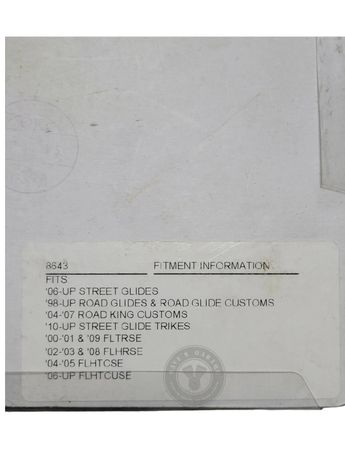 8643 FITMENT INFORMATION
FITS
'06-UP STREET GLIDES
'98-UP ROAD GLIDES & ROAD GLIDE CUSTOMS
'04-'07 ROAD KING CUSTOMS
'10-UP STREET GLIDE TRIKES
'00-'01 & '09 FLTRSE
'02-'03 & '08 FLHRSE
'04-'05 FLHTCSE
'06-UP FLHTCUSE